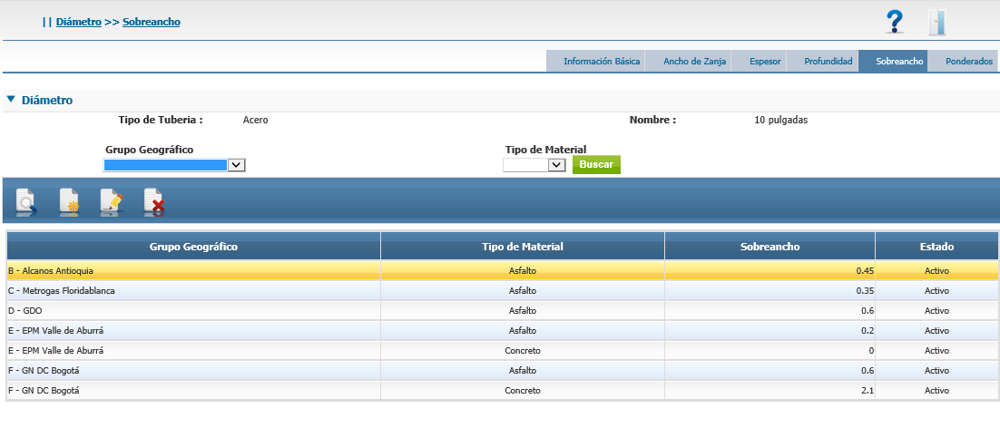 || Diámetro >> Sobreancho
Información Básica Ancho de Zanja Espesor Profundidad Sobreancho Ponderados
Diámetro
Tipo de Tuberia : Acero Nombre : 10 pulgadas
Grupo Geográfico Tipo de Material
Buscar
Grupo Geográfico Tipo de Material Sobreancho Estado
B - Alcanos Antioquia Asfalto 0.45 Activo
C - Metrogas Floridablanca Asfalto 0.35 Activo
D - GDO Asfalto 0.6 Activo
E - EPM Valle de Aburrá Asfalto 0.2 Activo
E - EPM Valle de Aburrá Concreto 0 Activo
F - GN DC Bogotá Asfalto 0.6 Activo
F - GN DC Bogotá Concreto 2.1 Activo